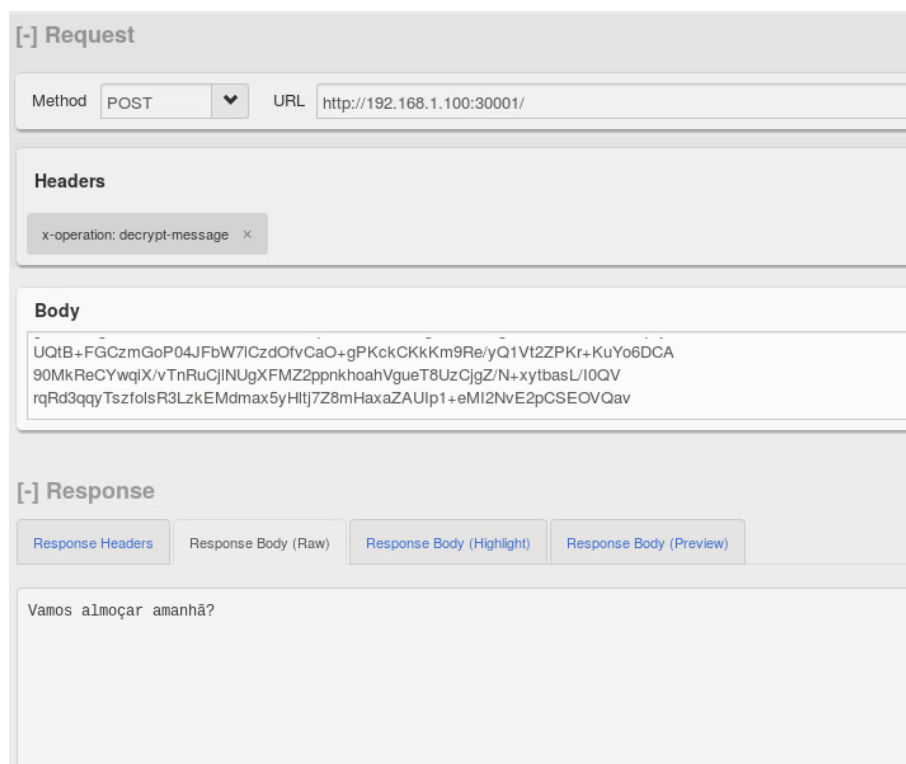 [-] Request
Method POST URL http://192.168.1.100:30001/
Headers
x-operation: decrypt-message ×
Body
UQtB+FGCzmGoP04JFbW7lCzdOfvCaO+gPKckCKkKm9Re/yQ1Vt2ZPKr+KuYo6DCA
90MkReCYwqiX/vTnRuCjlNUgXFMZ2ppnkhoahVgueT8UzCjgZ/N+xytbasL/I0QV
rqRd3qqyTszfolsR3LzkEMdmax5yHltj7Z8mHaxaZAUlp1+eMI2NvE2pCSEOVQav
[-] Response
Response Headers Response Body (Raw) Response Body (Highlight) Response Body (Preview)
Vamos almoçar amanhã?